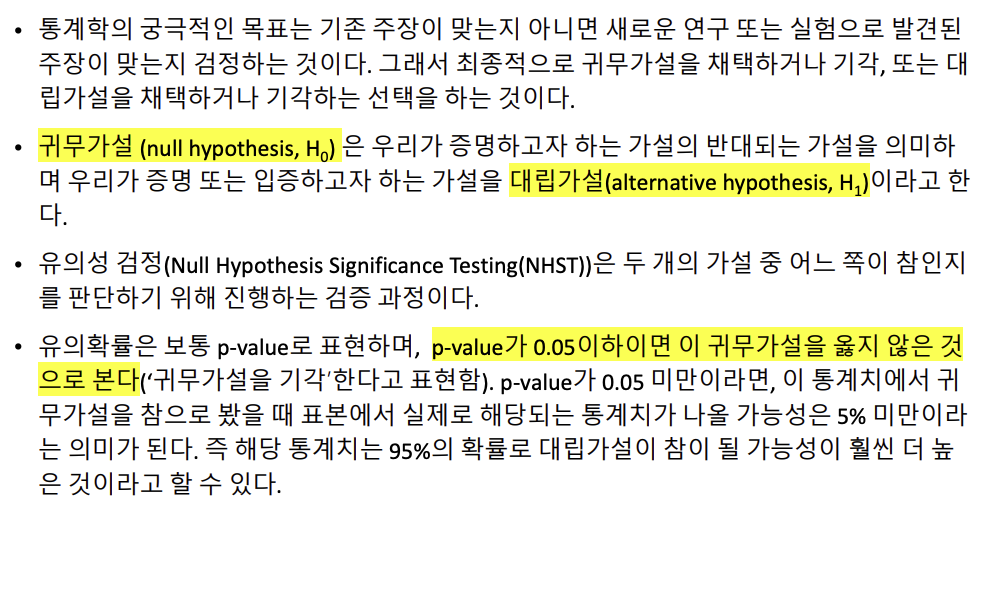 • 통계학의 궁극적인 목표는 기존 주장이 맞는지 아니면 새로운 연구 또는 실험으로 발견된
주장이 맞는지 검정하는 것이다. 그래서 최종적으로 귀무가설을 채택하거나 기각, 또는 대
립가설을 채택하거나 기각하는 선택을 하는 것이다.
• 귀무가설 (null hypothesis, H₀) 은 우리가 증명하고자 하는 가설의 반대되는 가설을 의미하
며 우리가 증명 또는 입증하고자 하는 가설을 대립가설(alternative hypothesis, H₁)이라고 한
다.
• 유의성 검정(Null Hypothesis Significance Testing(NHST))은 두 개의 가설 중 어느 쪽이 참인지
를 판단하기 위해 진행하는 검증 과정이다.
• 유의확률은 보통 p-value로 표현하며, p-value가 0.05이하이면 이 귀무가설을 옳지 않은 것
으로 본다(‘귀무가설을 기각’한다고 표현함). p-value가 0.05 미만이라면, 이 통계치에서 귀
무가설을 참으로 봤을 때 표본에서 실제로 해당되는 통계치가 나올 가능성은 5% 미만이라
는 의미가 된다. 즉 해당 통계치는 95%의 확률로 대립가설이 참이 될 가능성이 훨씬 더 높
은 것이라고 할 수 있다.